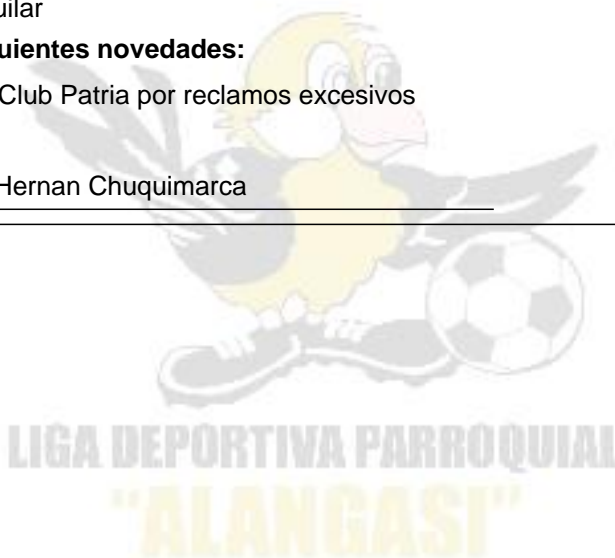 uilar
uientes novedades:
Club Patria por reclamos excesivos
Hernan Chuquimarca
LIGA DEPORTIVA PARROQUIAL
"ALANGASI"